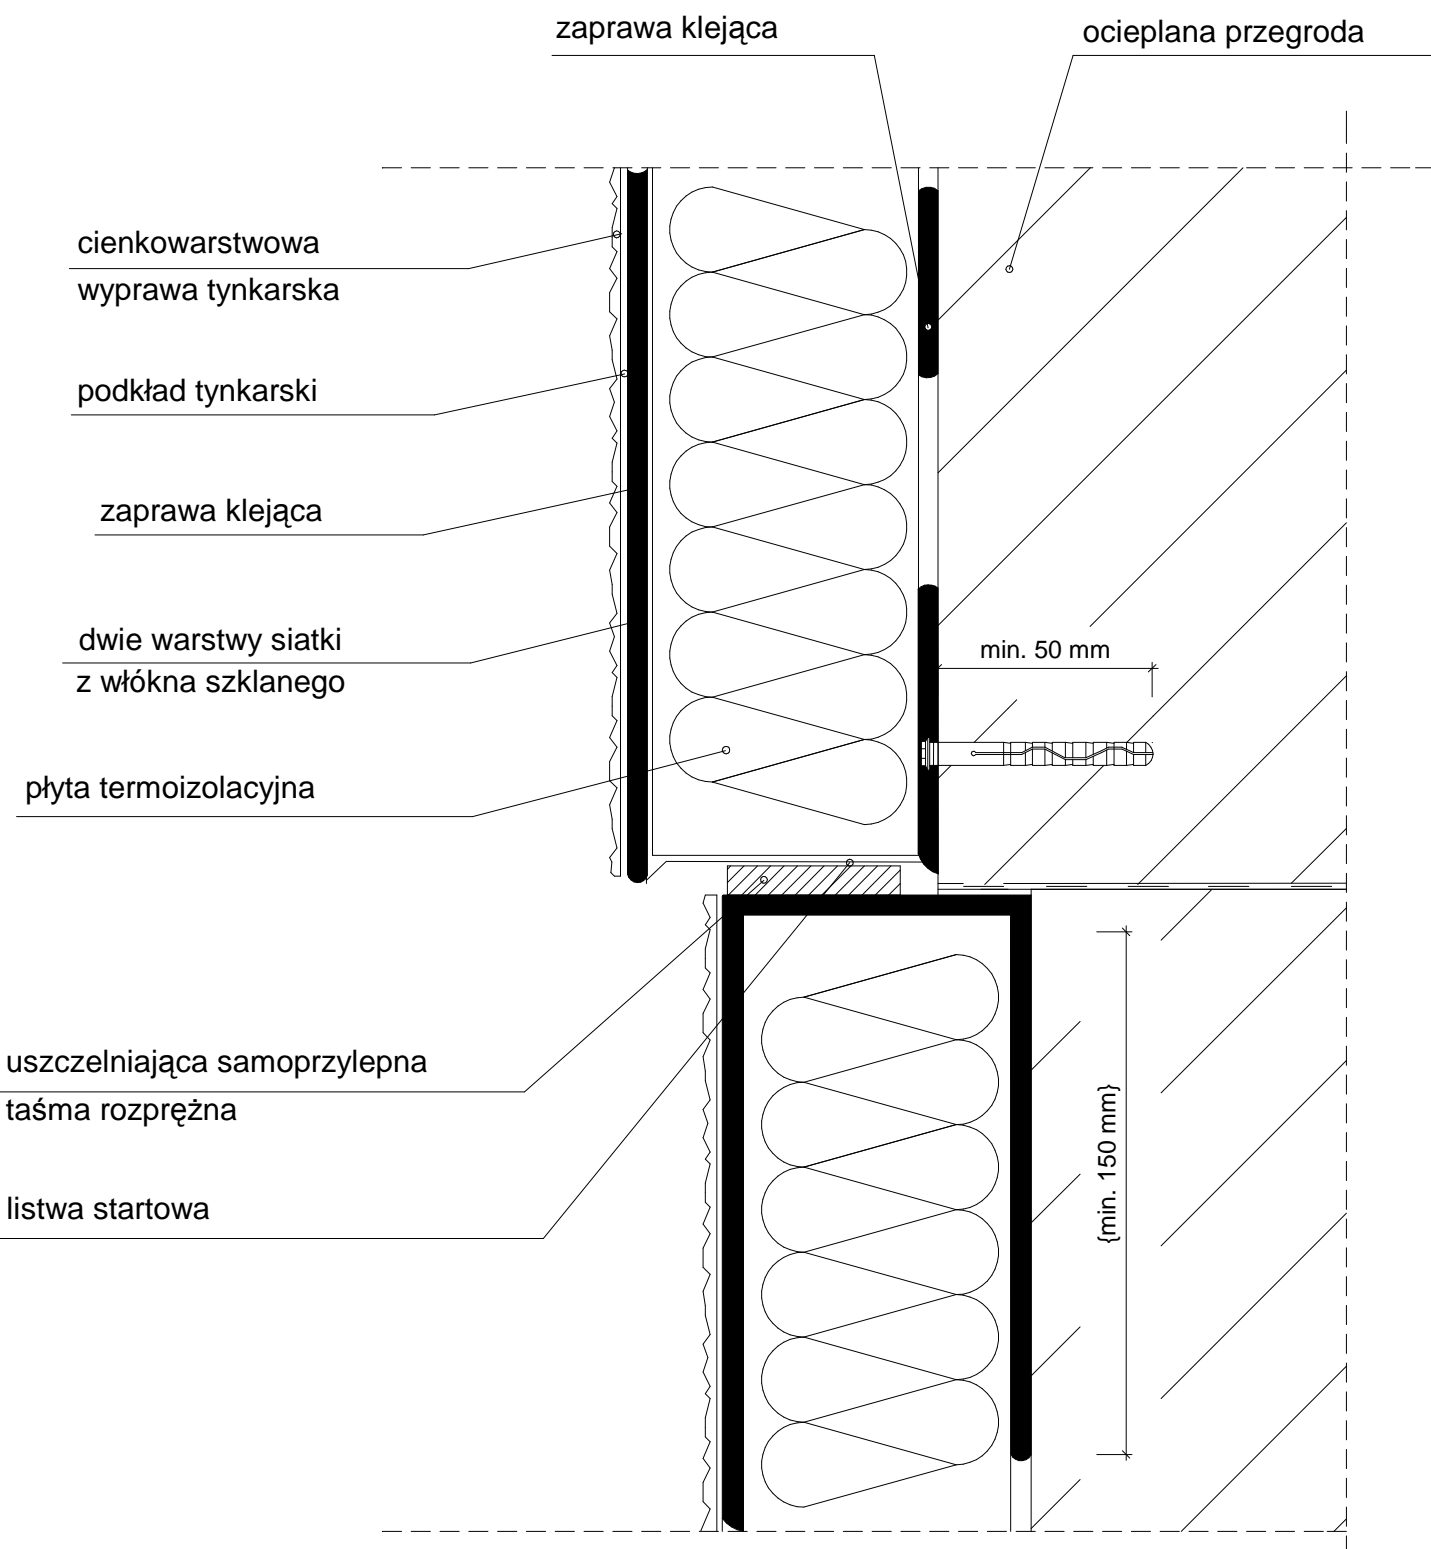 zaprawa klejąca
ocieplana przegroda
cienkowarstwowa
wyprawa tynkarska
podkład tynkarski
zaprawa klejąca
dwie warstwy siatki
z włókna szklanego
min. 50 mm
płyta termoizolacyjna
uszczelniająca samoprzylepna
taśma rozprężna
{min. 150 mm}
listwa startowa